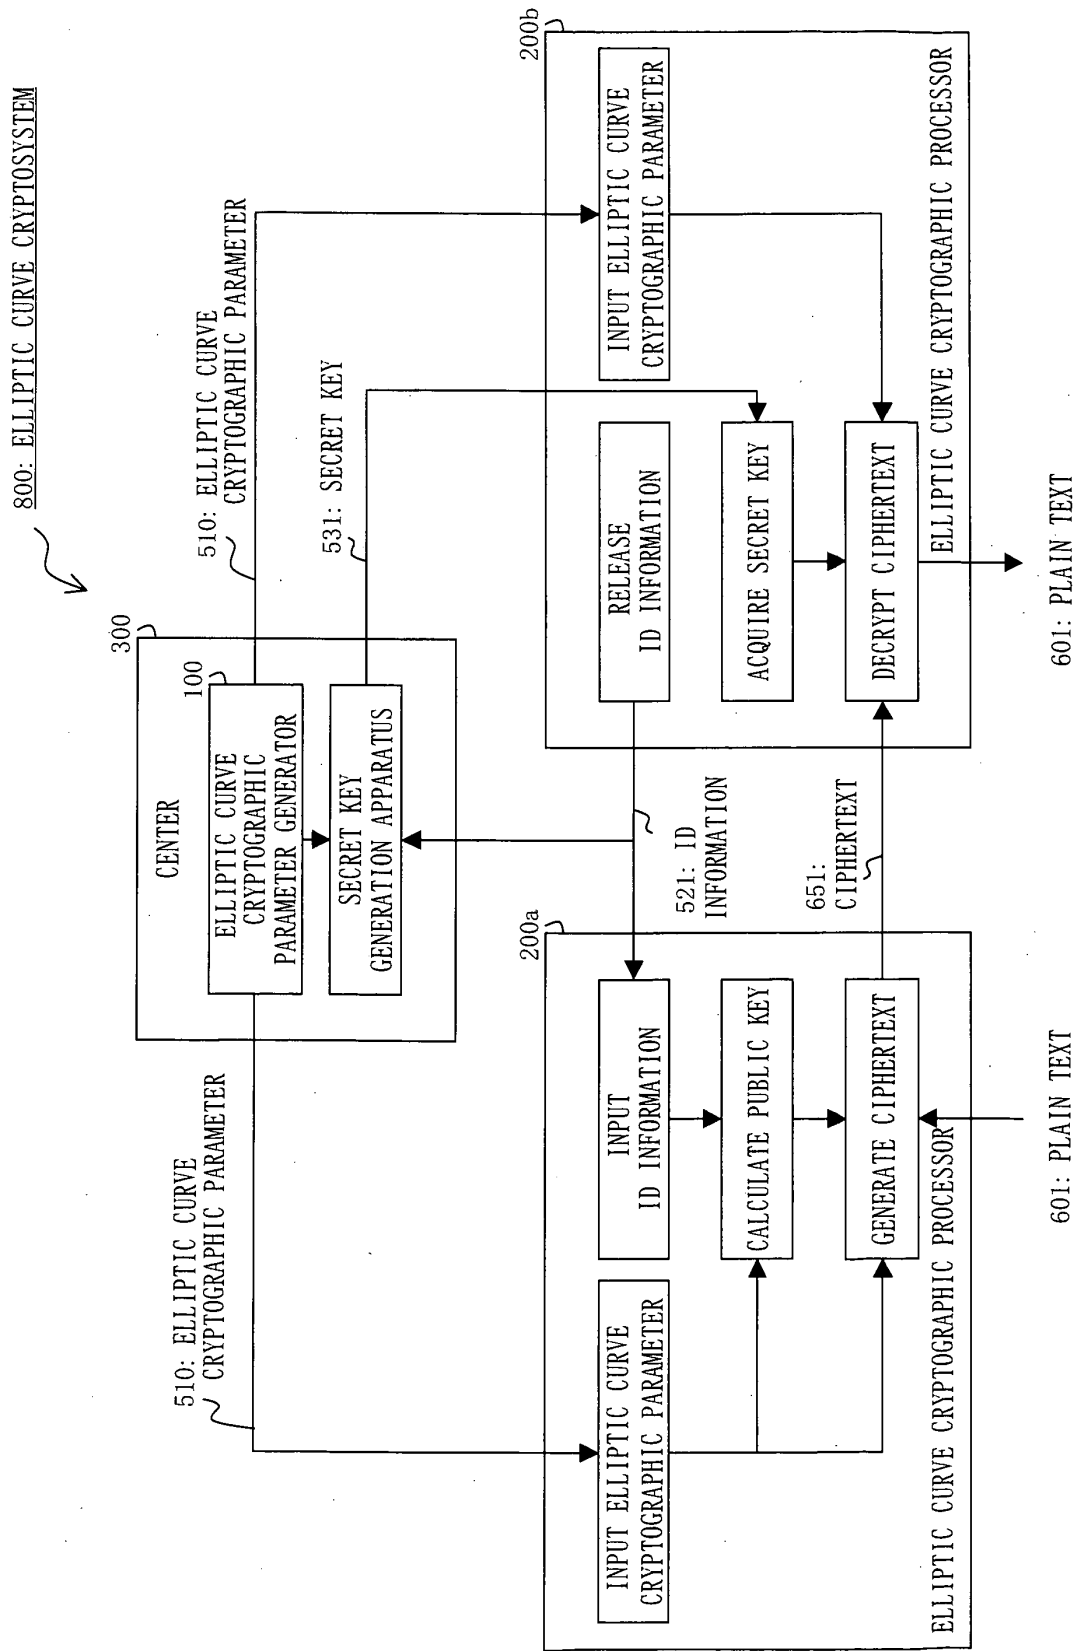 800: ELLIPTIC CURVE CRYPTOSYSTEM
300
CENTER
100
ELLIPTIC CURVE
CRYPTOGRAPHIC
PARAMETER GENERATOR
SECRET KEY
GENERATION APPARATUS
510: ELLIPTIC CURVE
CRYPTOGRAPHIC PARAMETER
510: ELLIPTIC CURVE
CRYPTOGRAPHIC PARAMETER
531: SECRET KEY
200a
INPUT ELLIPTIC CURVE
CRYPTOGRAPHIC PARAMETER
INPUT
ID INFORMATION
CALCULATE PUBLIC KEY
GENERATE CIPHERTEXT
ELLIPTIC CURVE CRYPTOGRAPHIC PROCESSOR
601: PLAIN TEXT
521: ID
INFORMATION
651:
CIPHERTEXT
200b
RELEASE
ID INFORMATION
INPUT ELLIPTIC CURVE
CRYPTOGRAPHIC PARAMETER
ACQUIRE SECRET KEY
DECRYPT CIPHERTEXT
ELLIPTIC CURVE CRYPTOGRAPHIC PROCESSOR
601: PLAIN TEXT